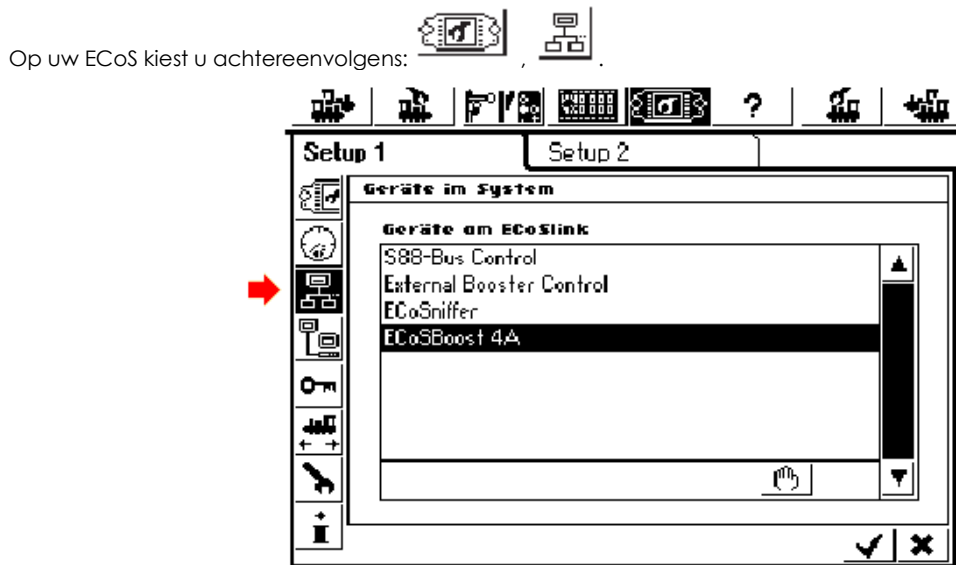 Op uw ECoS kiest u achtereenvolgens: , .
?
Setup 1 Setup 2
Geräte im System
Geräte am ECoSlink
S88-Bus Control
External Booster Control
ECoSniffer
ECoSBoost 4A